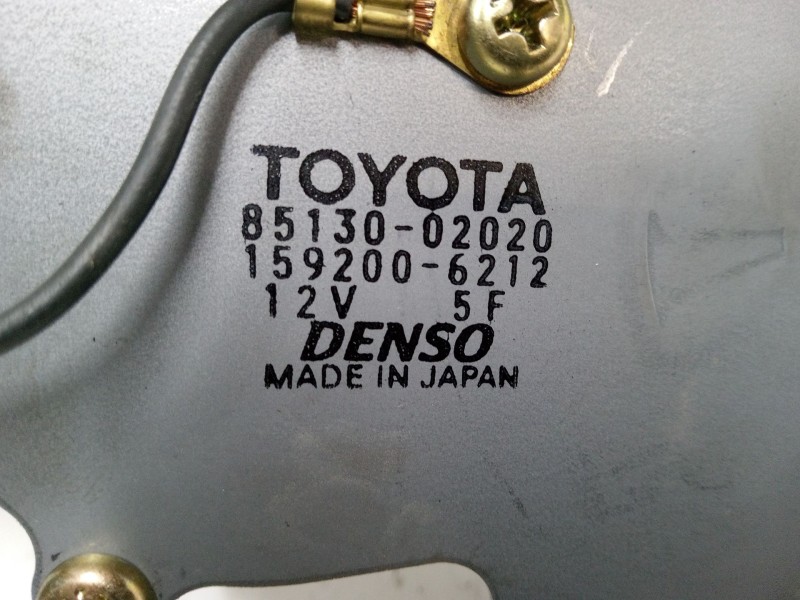 TOYOTA
85130-02020
159200-6212
12V 5F
DENSO
MADE IN JAPAN